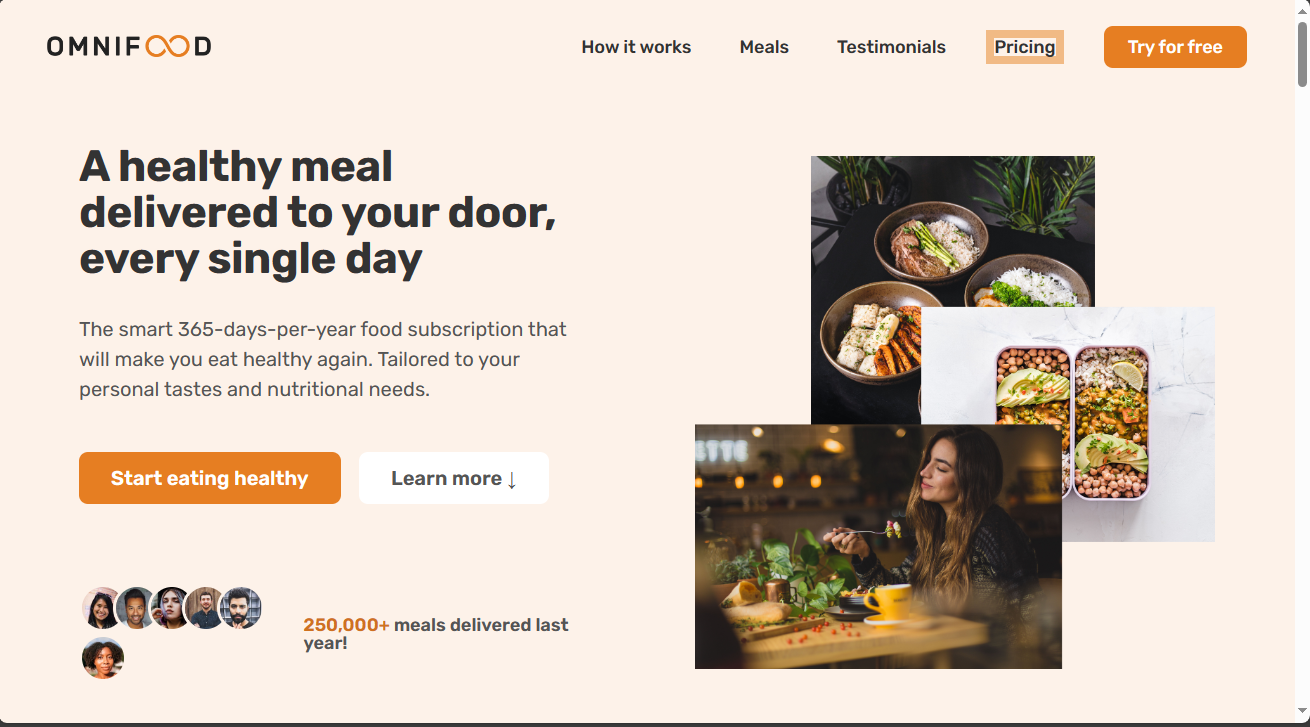 OMNIFOOD
How it works
Meals
Testimonials
Pricing
Try for free
A healthy meal
delivered to your door,
every single day
The smart 365-days-per-year food subscription that
will make you eat healthy again. Tailored to your
personal tastes and nutritional needs.
Start eating healthy
Learn more ↓
250,000+ meals delivered last
year!